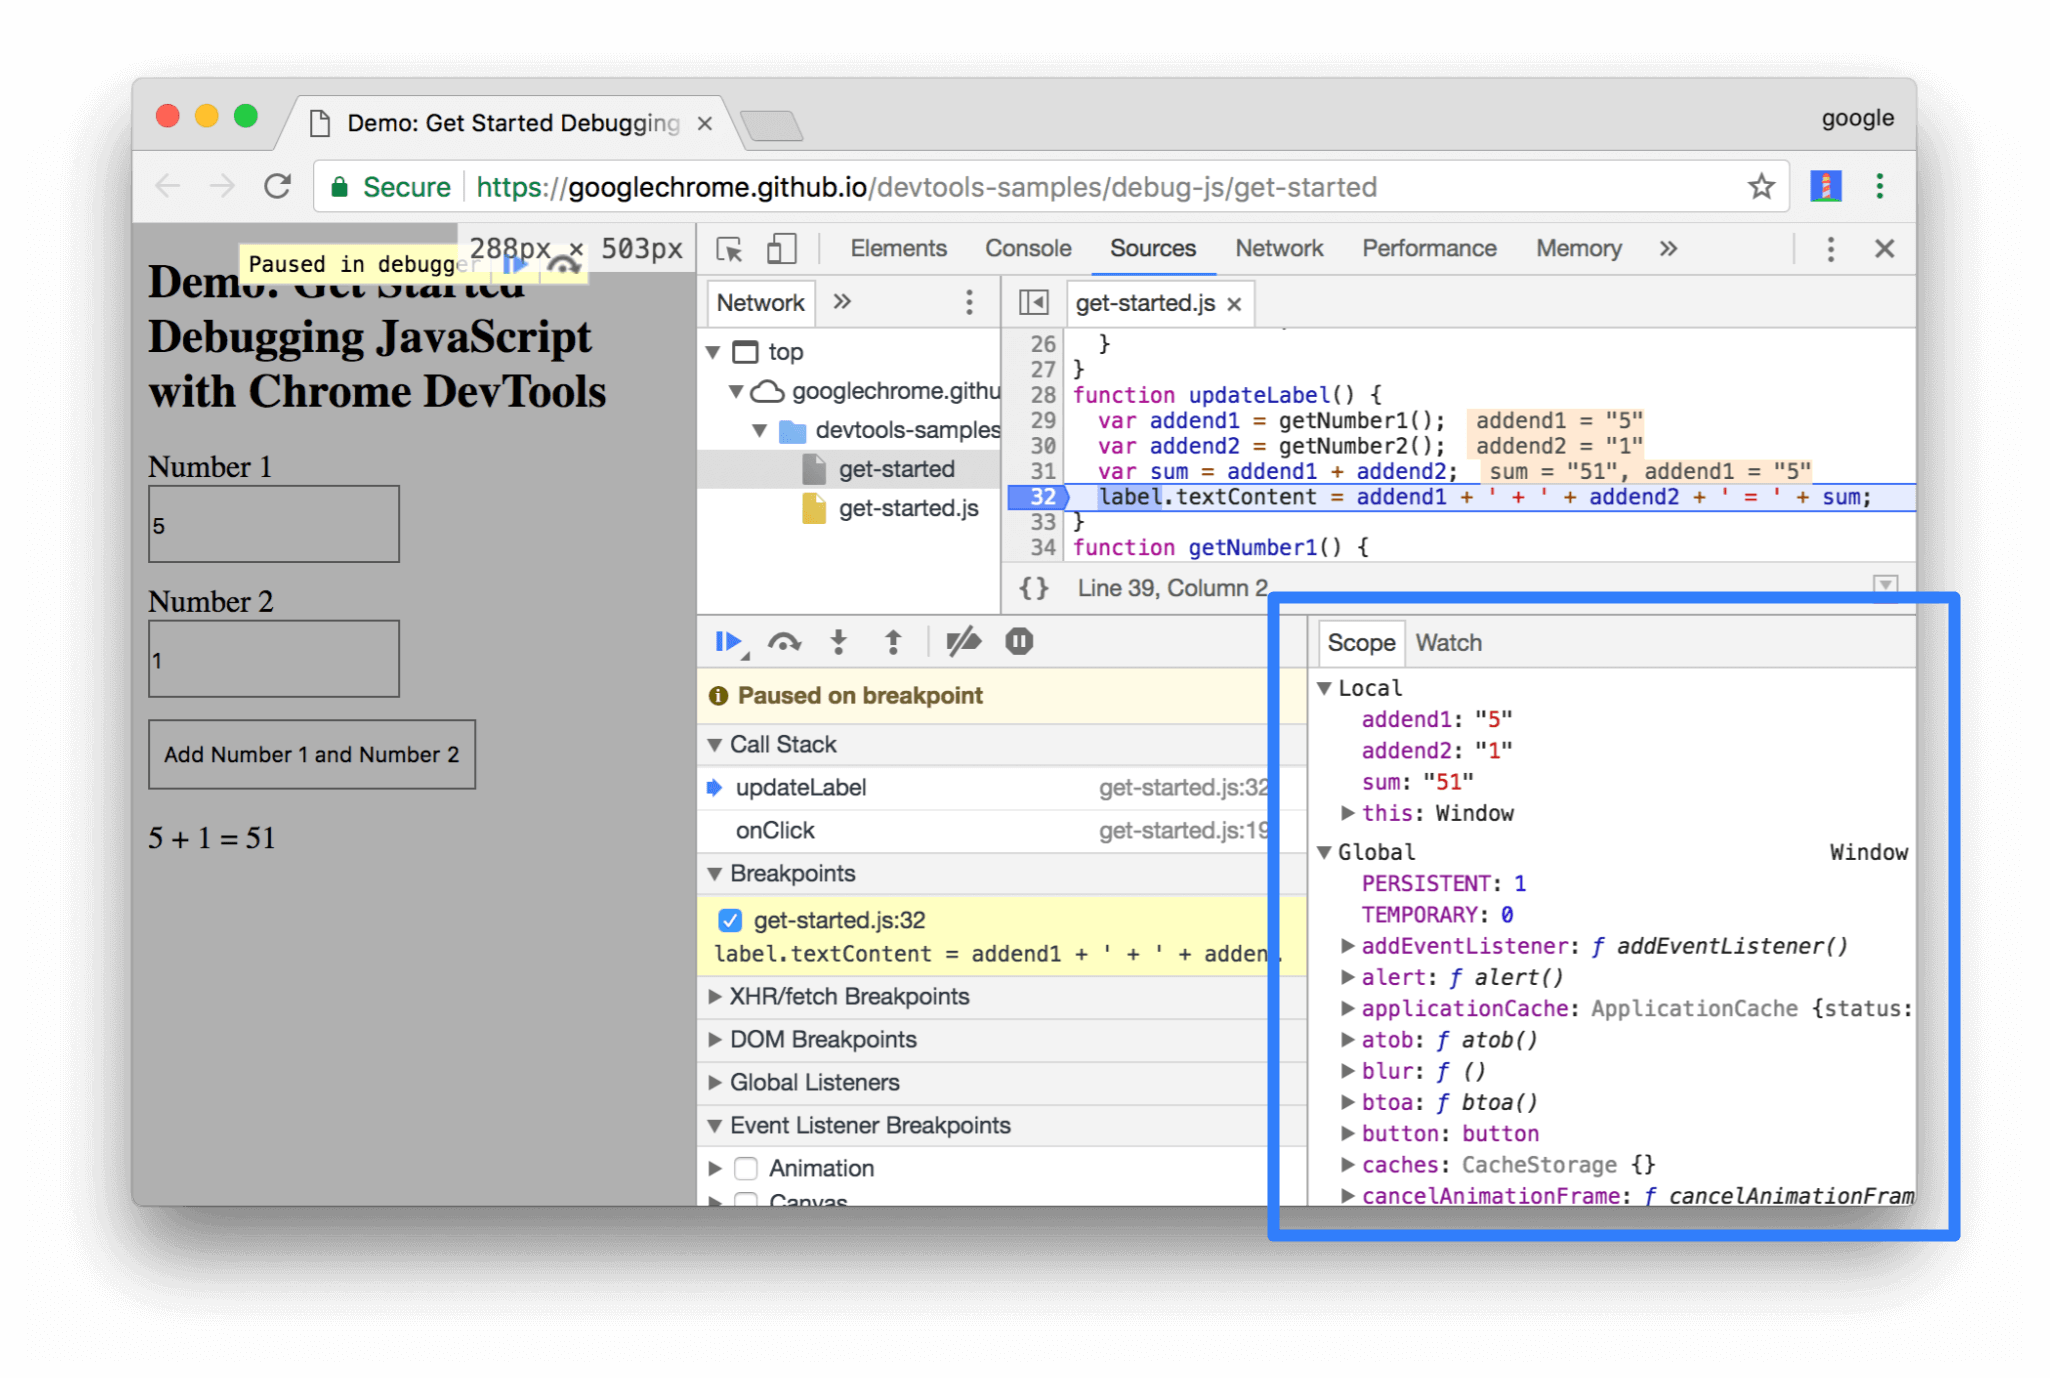 Demo: Get Started Debugging
google
Secure
https://googlechrome.github.io/devtools-samples/debug-js/get-started
Paused in debugger
288px × 503px
Demo: Get Started
Debugging JavaScript
with Chrome DevTools
Number 1
5
Number 2
1
Add Number 1 and Number 2
5 + 1 = 51
Elements Console Sources Network Performance Memory »
Network »
top
googlechrome.githu
devtools-samples
get-started
get-started.js
get-started.js
26 }
27 }
28 function updateLabel() {
29 var addend1 = getNumber1(); addend1 = "5"
30 var addend2 = getNumber2(); addend2 = "1"
31 var sum = addend1 + addend2; sum = "51", addend1 = "5"
32 label.textContent = addend1 + ' + ' + addend2 + ' = ' + sum;
33 }
34 function getNumber1() {
{} Line 39, Column 2
Paused on breakpoint
Call Stack
updateLabel get-started.js:32
onClick get-started.js:19
Breakpoints
get-started.js:32
label.textContent = addend1 + ' + ' + adden
XHR/fetch Breakpoints
DOM Breakpoints
Global Listeners
Event Listener Breakpoints
Animation
Canvas
Scope Watch
Local
addend1: "5"
addend2: "1"
sum: "51"
this: Window
Global Window
PERSISTENT: 1
TEMPORARY: 0
addEventListener: ƒ addEventListener()
alert: ƒ alert()
applicationCache: ApplicationCache {status:
atob: ƒ atob()
blur: ƒ ()
btoa: ƒ btoa()
button: button
caches: CacheStorage {}
cancelAnimationFrame: ƒ cancelAnimationFram